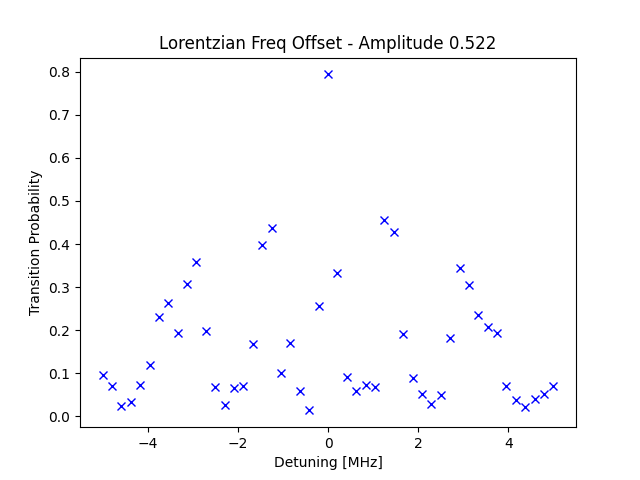 Lorentzian Freq Offset - Amplitude 0.522
0.8
0.7
0.6
0.5
0.4
0.3
0.2
0.1
0.0
Transition Probability
−4 −2 0 2 4
Detuning [MHz]